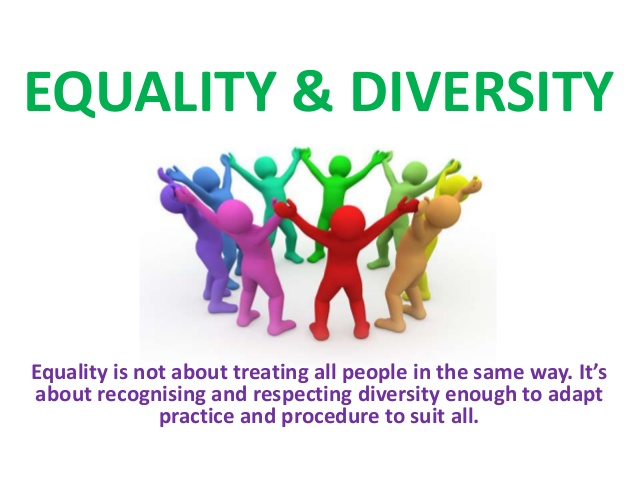 EQUALITY & DIVERSITY
Equality is not about treating all people in the same way. It’s
about recognising and respecting diversity enough to adapt
practice and procedure to suit all.